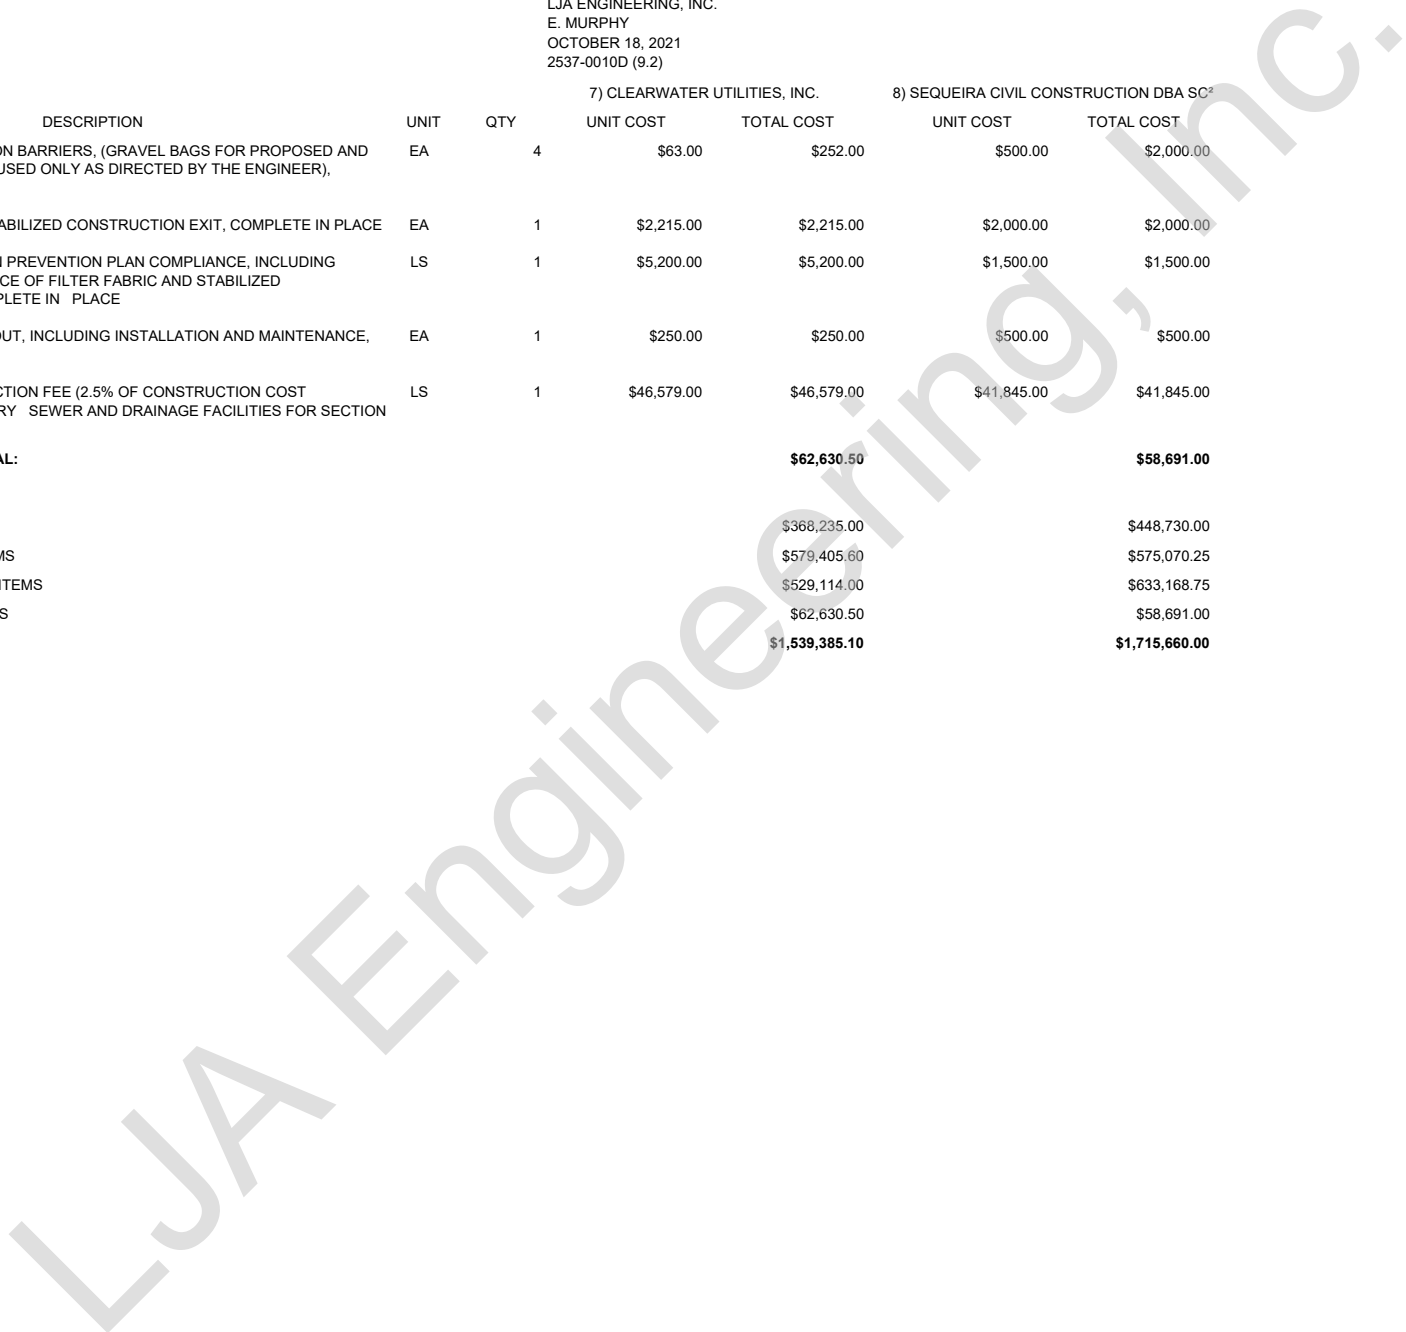 LJA ENGINEERING, INC.
E. MURPHY
OCTOBER 18, 2021
2537-0010D (9.2)
7) CLEARWATER UTILITIES, INC. 8) SEQUEIRA CIVIL CONSTRUCTION DBA SC²
DESCRIPTION UNIT QTY UNIT COST TOTAL COST UNIT COST TOTAL COST
ON BARRIERS, (GRAVEL BAGS FOR PROPOSED AND EA 4 $63.00 $252.00 $500.00 $2,000.00
USED ONLY AS DIRECTED BY THE ENGINEER),
ABILIZED CONSTRUCTION EXIT, COMPLETE IN PLACE EA 1 $2,215.00 $2,215.00 $2,000.00 $2,000.00
N PREVENTION PLAN COMPLIANCE, INCLUDING LS 1 $5,200.00 $5,200.00 $1,500.00 $1,500.00
CE OF FILTER FABRIC AND STABILIZED
PLETE IN PLACE
OUT, INCLUDING INSTALLATION AND MAINTENANCE, EA 1 $250.00 $250.00 $500.00 $500.00
CTION FEE (2.5% OF CONSTRUCTION COST LS 1 $46,579.00 $46,579.00 $41,845.00 $41,845.00
RY SEWER AND DRAINAGE FACILITIES FOR SECTION
AL: $62,630.50 $58,691.00
$368,235.00 $448,730.00
MS $579,405.60 $575,070.25
ITEMS $529,114.00 $633,168.75
S $62,630.50 $58,691.00
$1,539,385.10 $1,715,660.00
LJA Engineering, Inc.